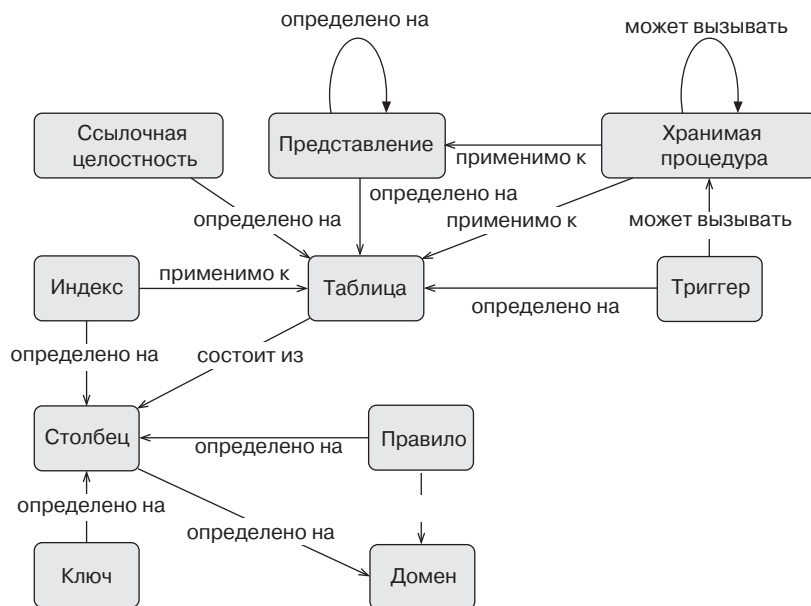 определено на
может вызывать
Ссылочная
целостность
Представление
применимо к
Хранимая
процедура
определено на
определено на
применимо к
может вызывать
Индекс
применимо к
Таблица
определено на
Триггер
определено на
состоит из
Столбец
определено на
Правило
определено на
определено на
Ключ
Домен